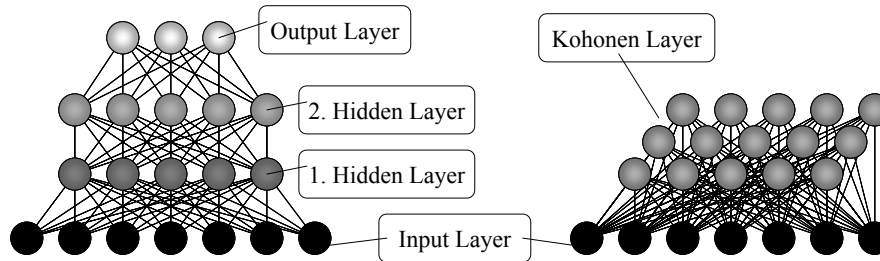 Output Layer
Kohonen Layer
2. Hidden Layer
1. Hidden Layer
Input Layer